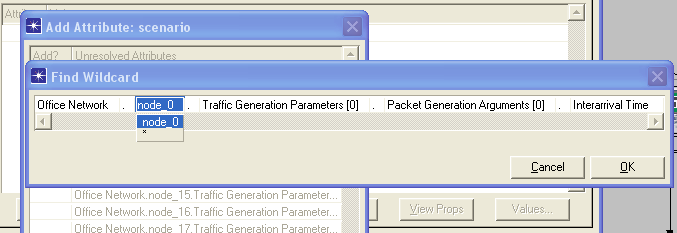 Add Attribute: scenario
Add? Unresolved Attributes
Find Wildcard
Office Network . node_0 . Traffic Generation Parameters [0] . Packet Generation Arguments [0] . Interarrival Time
node_0
*
Cancel OK
Office Network.node_15.Traffic Generation Parameter...
Office Network.node_16.Traffic Generation Parameter...
View Props Values...
Office Network.node_17.Traffic Generation Parameter...